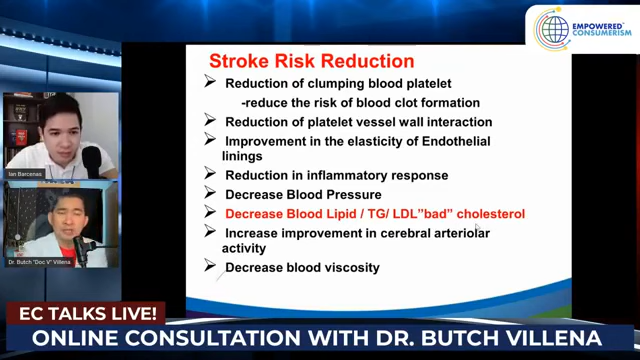 EMPOWERED
CONSUMERISM
Stroke Risk Reduction
Reduction of clumping blood platelet
-reduce the risk of blood clot formation
Reduction of platelet vessel wall interaction
Improvement in the elasticity of Endothelial
linings
Reduction in inflammatory response
Decrease Blood Pressure
Decrease Blood Lipid / TG/ LDL”bad” cholesterol
Increase improvement in cerebral arteriolar
activity
Decrease blood viscosity
Ian Barcenas
Dr. Butch "Doc V" Villena
EC TALKS LIVE!
ONLINE CONSULTATION WITH DR. BUTCH VILLENA